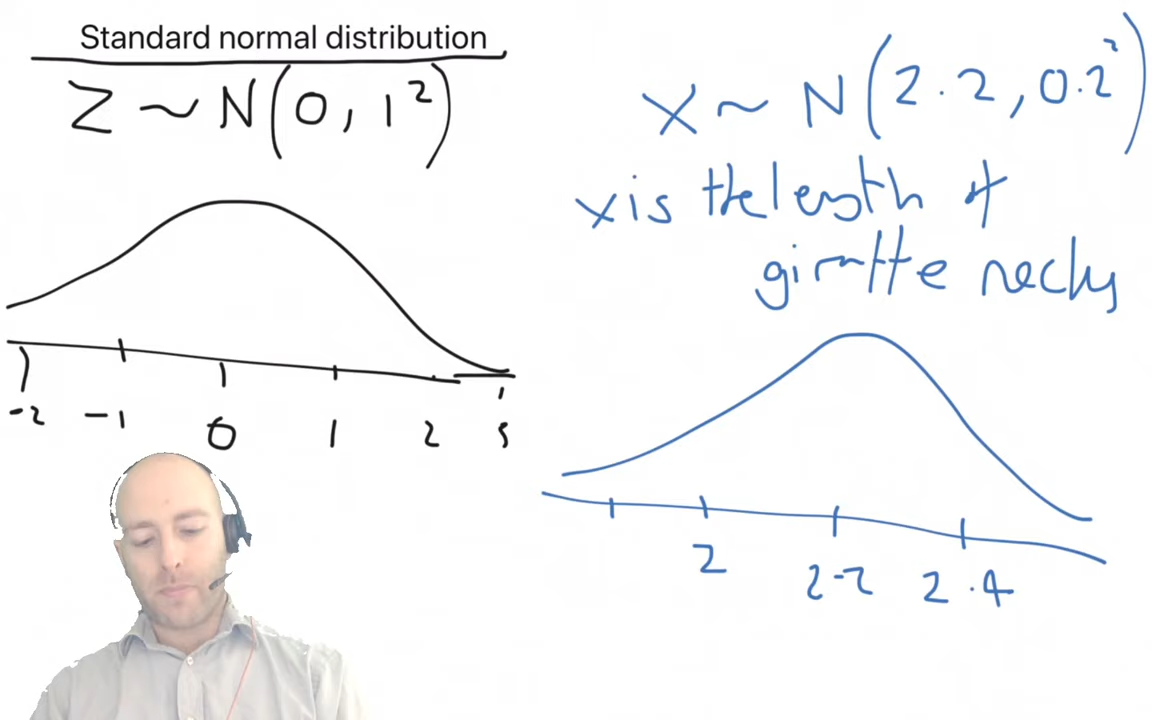 Standard normal distribution
Z ~ N(0, 1²)
-2 -1 0 1 2
X ~ N(2.2, 0.2²)
x is the length of
giraffe necks
2 2.2 2.4